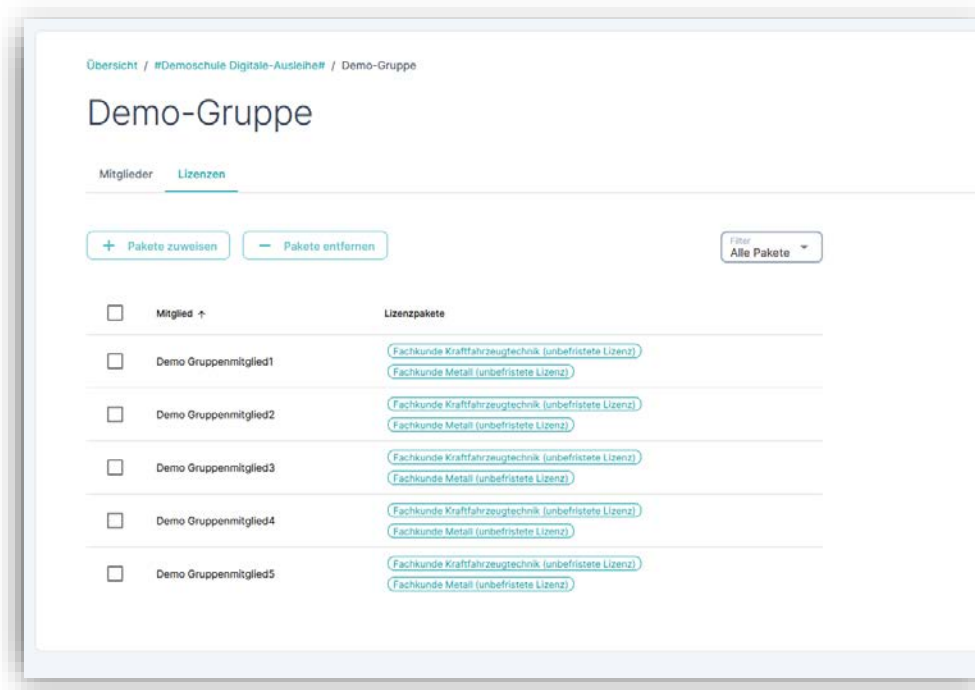 Übersicht / #Demoschule Digitale-Ausleihe# / Demo-Gruppe
Demo-Gruppe
Mitglieder Lizenzen
+ Pakete zuweisen − Pakete entfernen
Filter
Alle Pakete
Mitglied ↑ Lizenzpakete
Demo Gruppenmitglied1
Fachkunde Kraftfahrzeugtechnik (unbefristete Lizenz)
Fachkunde Metall (unbefristete Lizenz)
Demo Gruppenmitglied2
Fachkunde Kraftfahrzeugtechnik (unbefristete Lizenz)
Fachkunde Metall (unbefristete Lizenz)
Demo Gruppenmitglied3
Fachkunde Kraftfahrzeugtechnik (unbefristete Lizenz)
Fachkunde Metall (unbefristete Lizenz)
Demo Gruppenmitglied4
Fachkunde Kraftfahrzeugtechnik (unbefristete Lizenz)
Fachkunde Metall (unbefristete Lizenz)
Demo Gruppenmitglied5
Fachkunde Kraftfahrzeugtechnik (unbefristete Lizenz)
Fachkunde Metall (unbefristete Lizenz)